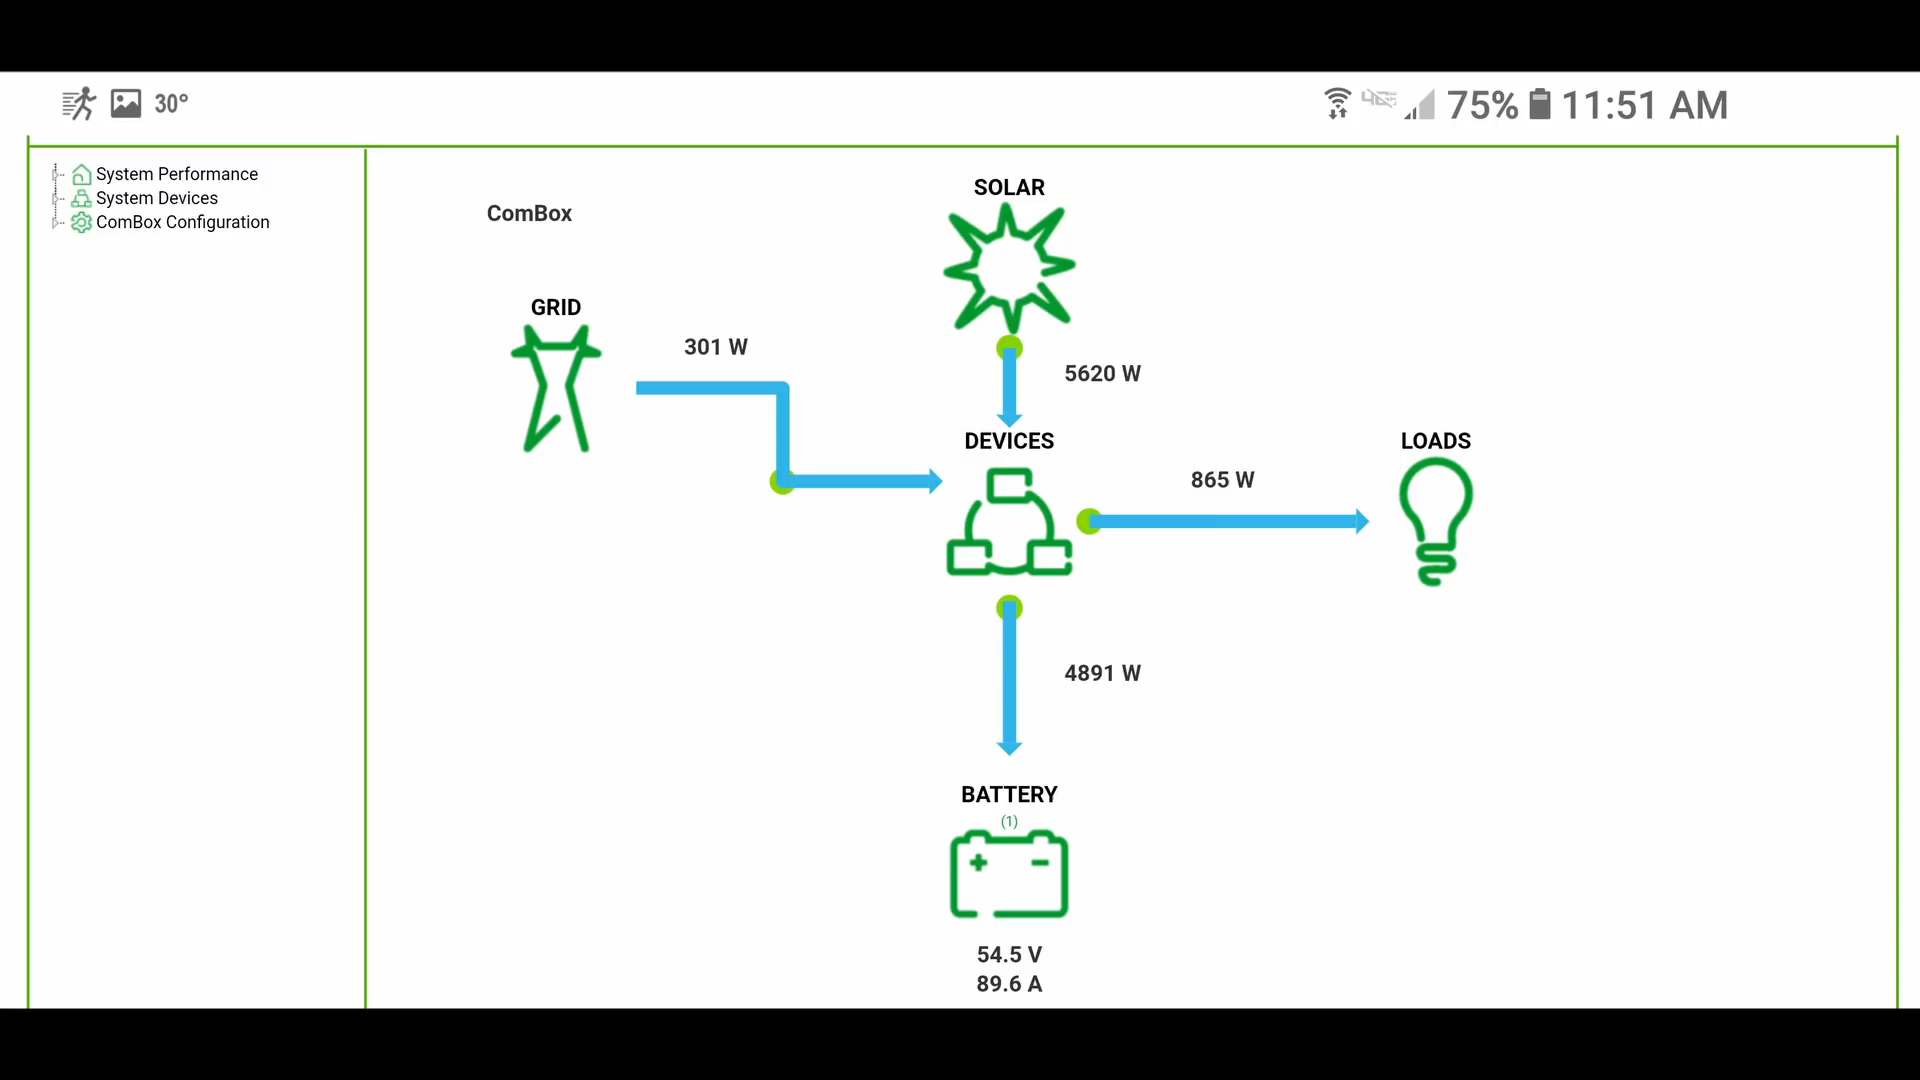 30°
75% 11:51 AM
System Performance
System Devices
ComBox Configuration
ComBox
SOLAR
GRID
301 W
5620 W
DEVICES
LOADS
865 W
4891 W
BATTERY
(1)
+ -
54.5 V
89.6 A